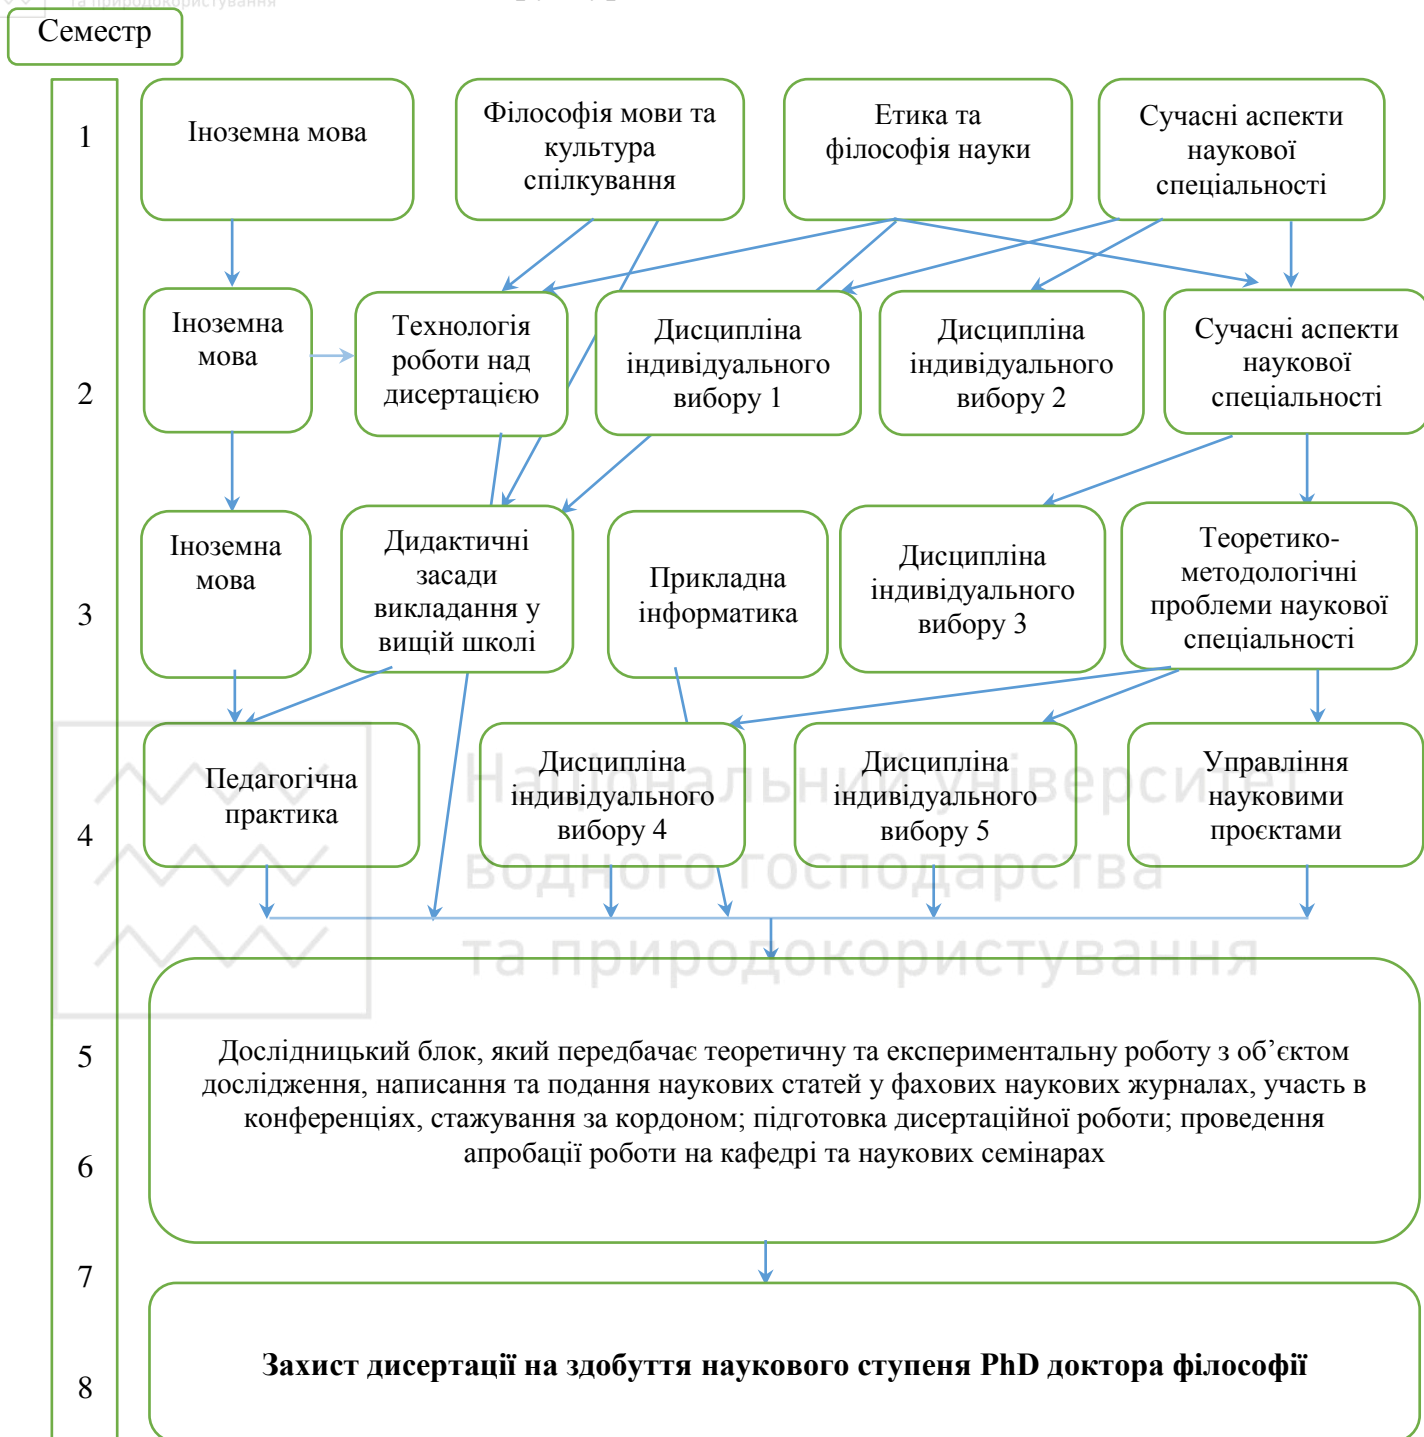 та природокористування
Семестр
1
Іноземна мова
Філософія мови та
культура
спілкування
Етика та
філософія науки
Сучасні аспекти
наукової
спеціальності
2
Іноземна
мова
Технологія
роботи над
дисертацією
Дисципліна
індивідуального
вибору 1
Дисципліна
індивідуального
вибору 2
Сучасні аспекти
наукової
спеціальності
3
Іноземна
мова
Дидактичні
засади
викладання у
вищій школі
Прикладна
інформатика
Дисципліна
індивідуального
вибору 3
Теоретико-
методологічні
проблеми наукової
спеціальності
4
Педагогічна
практика
Дисципліна
індивідуального
вибору 4
Дисципліна
індивідуального
вибору 5
Управління
науковими
проєктами
Національний університет
водного господарства
та природокористування
5
6
Дослідницький блок, який передбачає теоретичну та експериментальну роботу з об’єктом
дослідження, написання та подання наукових статей у фахових наукових журналах, участь в
конференціях, стажування за кордоном; підготовка дисертаційної роботи; проведення
апробації роботи на кафедрі та наукових семінарах
7
8
Захист дисертації на здобуття наукового ступеня PhD доктора філософії